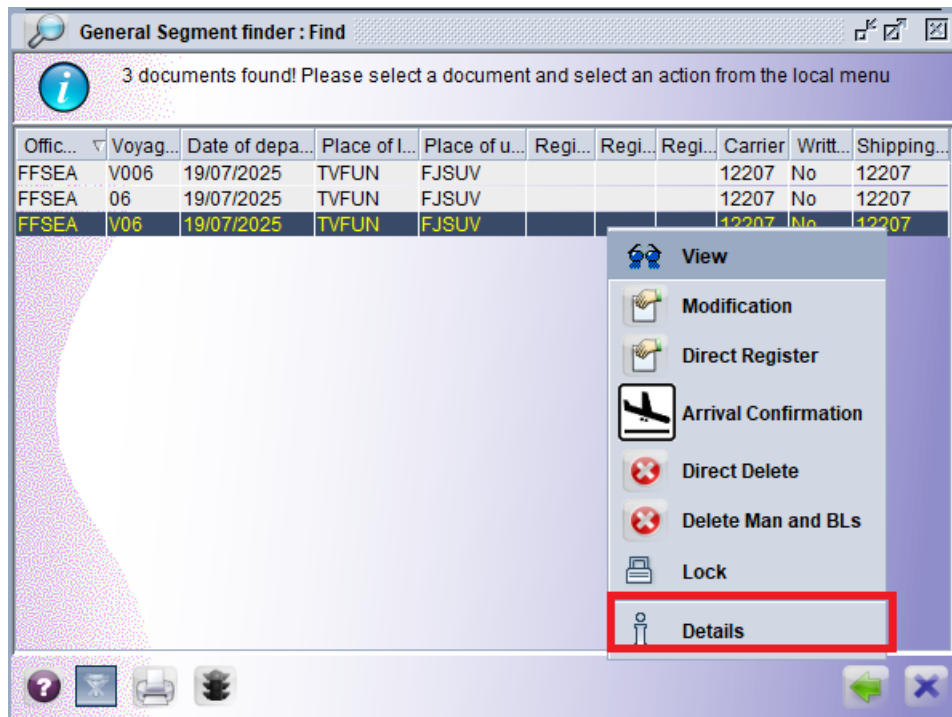 General Segment finder : Find
3 documents found! Please select a document and select an action from the local menu
Offic... Voyag... Date of depa... Place of l... Place of u... Regi... Regi... Regi... Carrier Writt... Shipping...
FFSEA V006 19/07/2025 TVFUN FJSUV 12207 No 12207
FFSEA 06 19/07/2025 TVFUN FJSUV 12207 No 12207
FFSEA V06 19/07/2025 TVFUN FJSUV 12207 No 12207
View
Modification
Direct Register
Arrival Confirmation
Direct Delete
Delete Man and BLs
Lock
Details